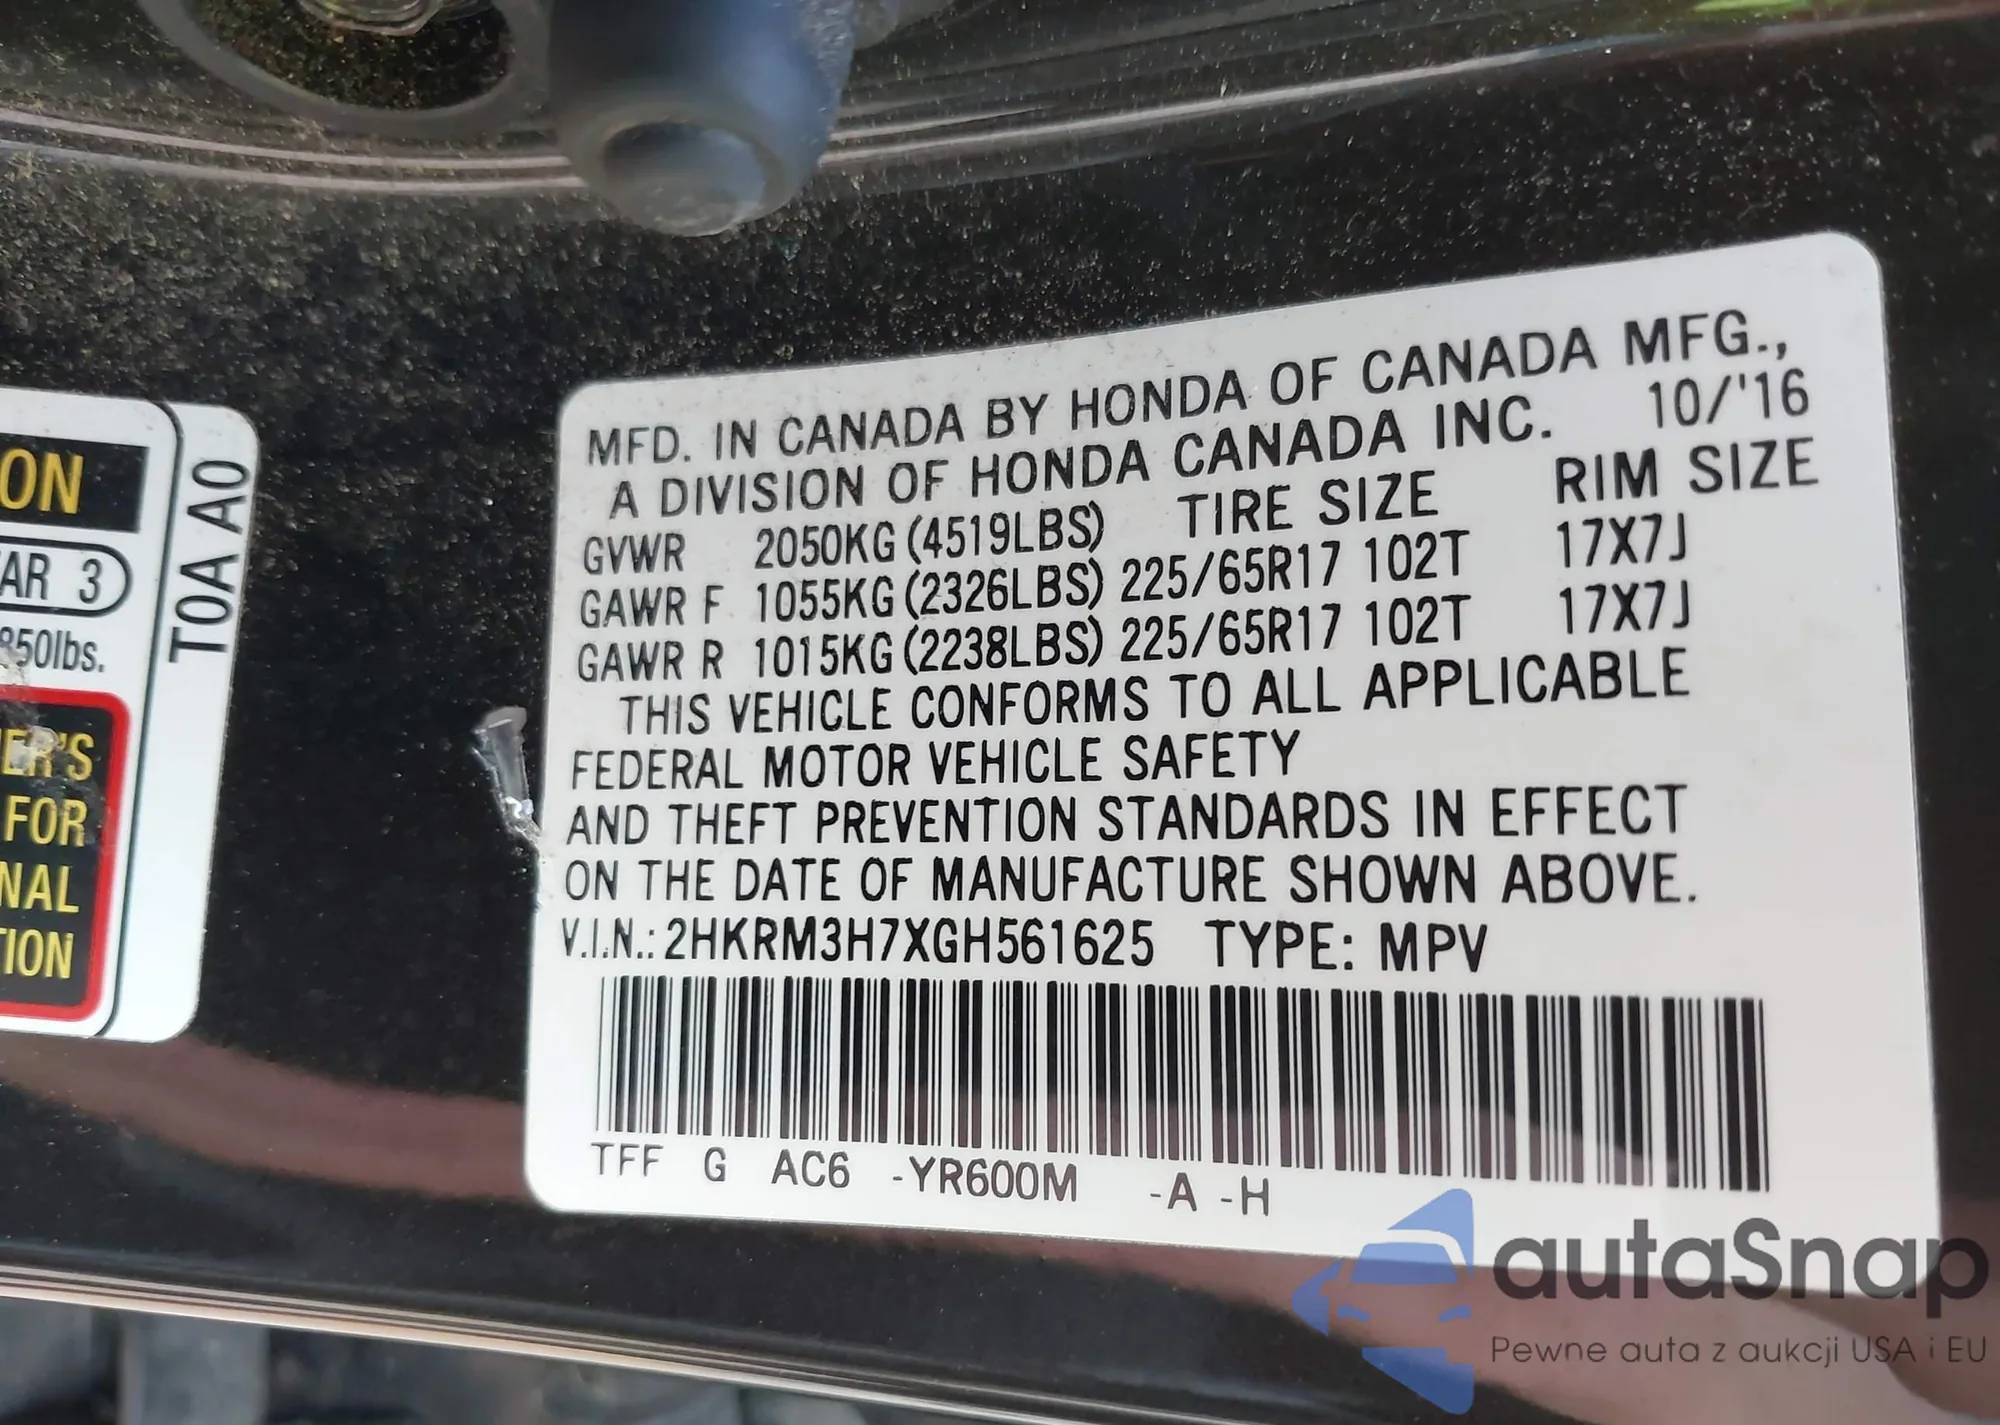 ON
AR 3
850lbs.
ER'S
FOR
NAL
TION
T0A A0
MFD. IN CANADA BY HONDA OF CANADA MFG.,
A DIVISION OF HONDA CANADA INC. 10/'16
GVWR 2050KG (4519LBS) TIRE SIZE RIM SIZE
GAWR F 1055KG (2326LBS) 225/65R17 102T 17X7J
GAWR R 1015KG (2238LBS) 225/65R17 102T 17X7J
THIS VEHICLE CONFORMS TO ALL APPLICABLE
FEDERAL MOTOR VEHICLE SAFETY
AND THEFT PREVENTION STANDARDS IN EFFECT
ON THE DATE OF MANUFACTURE SHOWN ABOVE.
V.I.N.: 2HKRM3H7XGH561625 TYPE: MPV
TFF G AC6 -YR600M -A -H
autaSnap
Pewne auta z aukcji USA i EU